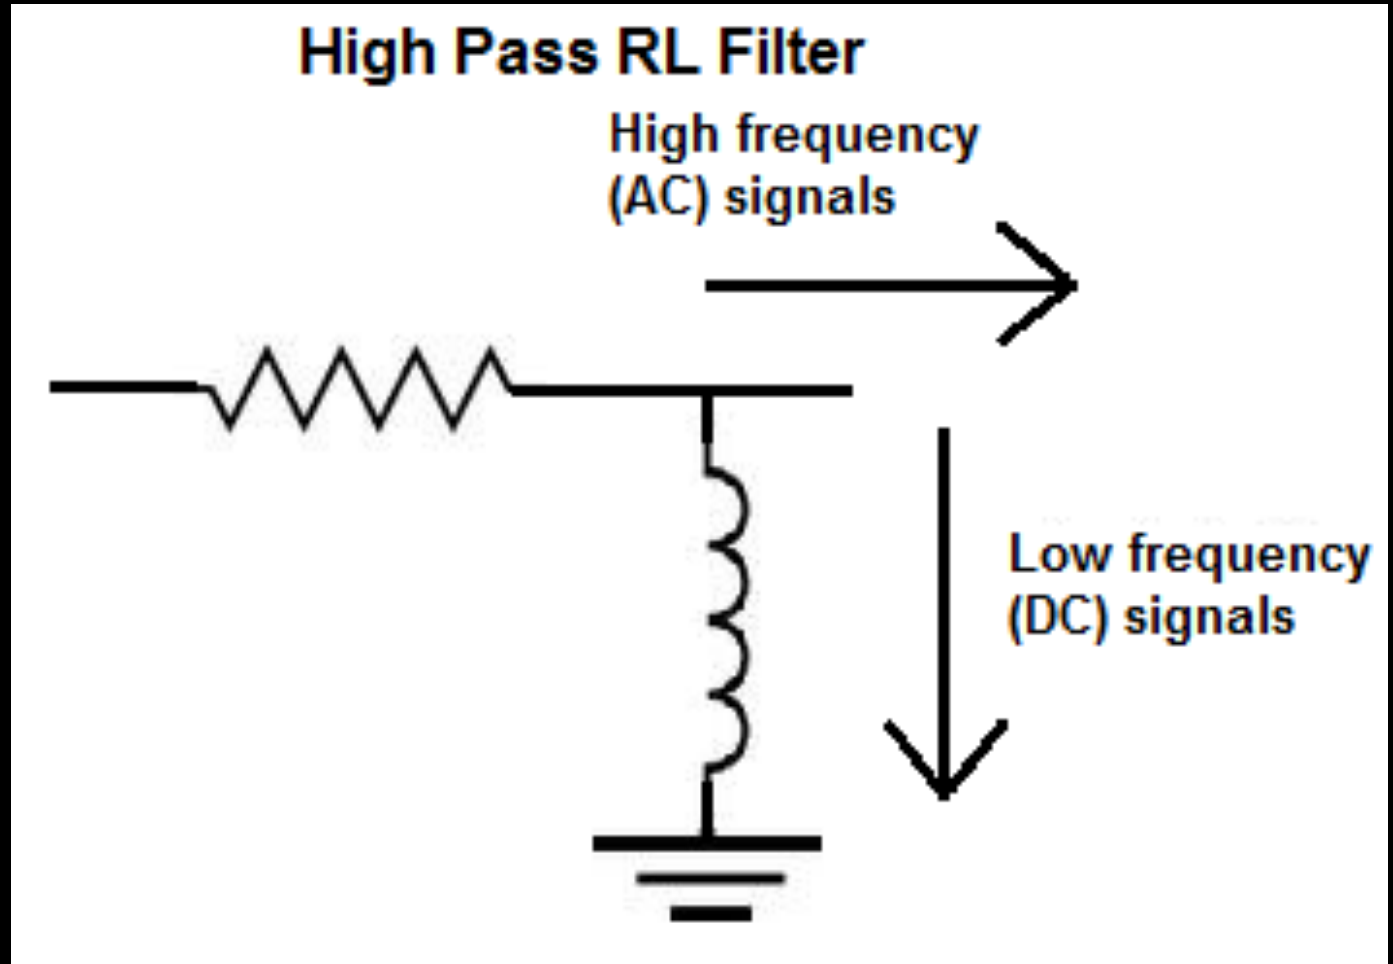 High Pass RL Filter
High frequency
(AC) signals
Low frequency
(DC) signals